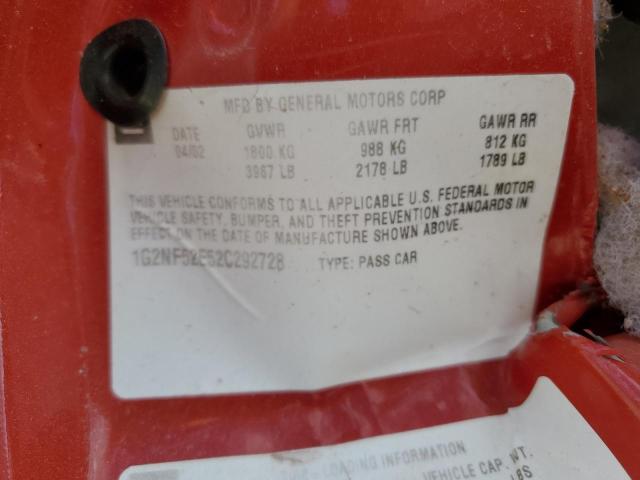 MFD BY GENERAL MOTORS CORP
DATE GVWR GAWR FRT GAWR RR
04/02 1800 KG 988 KG 812 KG
3967 LB 2178 LB 1789 LB
THIS VEHICLE CONFORMS TO ALL APPLICABLE U.S. FEDERAL MOTOR
VEHICLE SAFETY, BUMPER, AND THEFT PREVENTION STANDARDS IN
EFFECT ON THE DATE OF MANUFACTURE SHOWN ABOVE.
1G2NF52E52C292728 TYPE: PASS CAR
LOADING INFORMATION
VEHICLE CAP. WT.
LBS